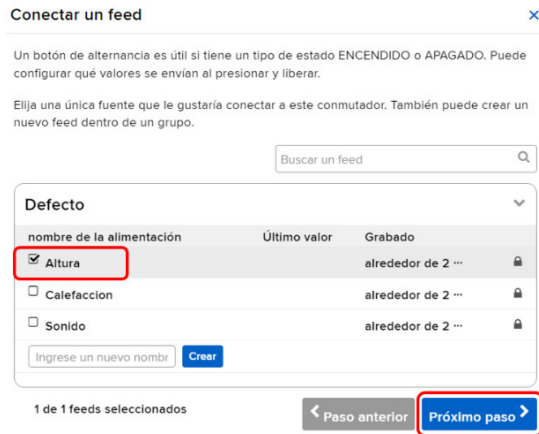 Conectar un feed
Un botón de alternancia es útil si tiene un tipo de estado ENCENDIDO o APAGADO. Puede
configurar qué valores se envían al presionar y liberar.
Elija una única fuente que le gustaría conectar a este conmutador. También puede crear un
nuevo feed dentro de un grupo.
Buscar un feed
Defecto
nombre de la alimentación Último valor Grabado
Altura alrededor de 2 ···
Calefaccion alrededor de 2 ···
Sonido alrededor de 2 ···
Ingrese un nuevo nombr Crear
1 de 1 feeds seleccionados Paso anterior Próximo paso